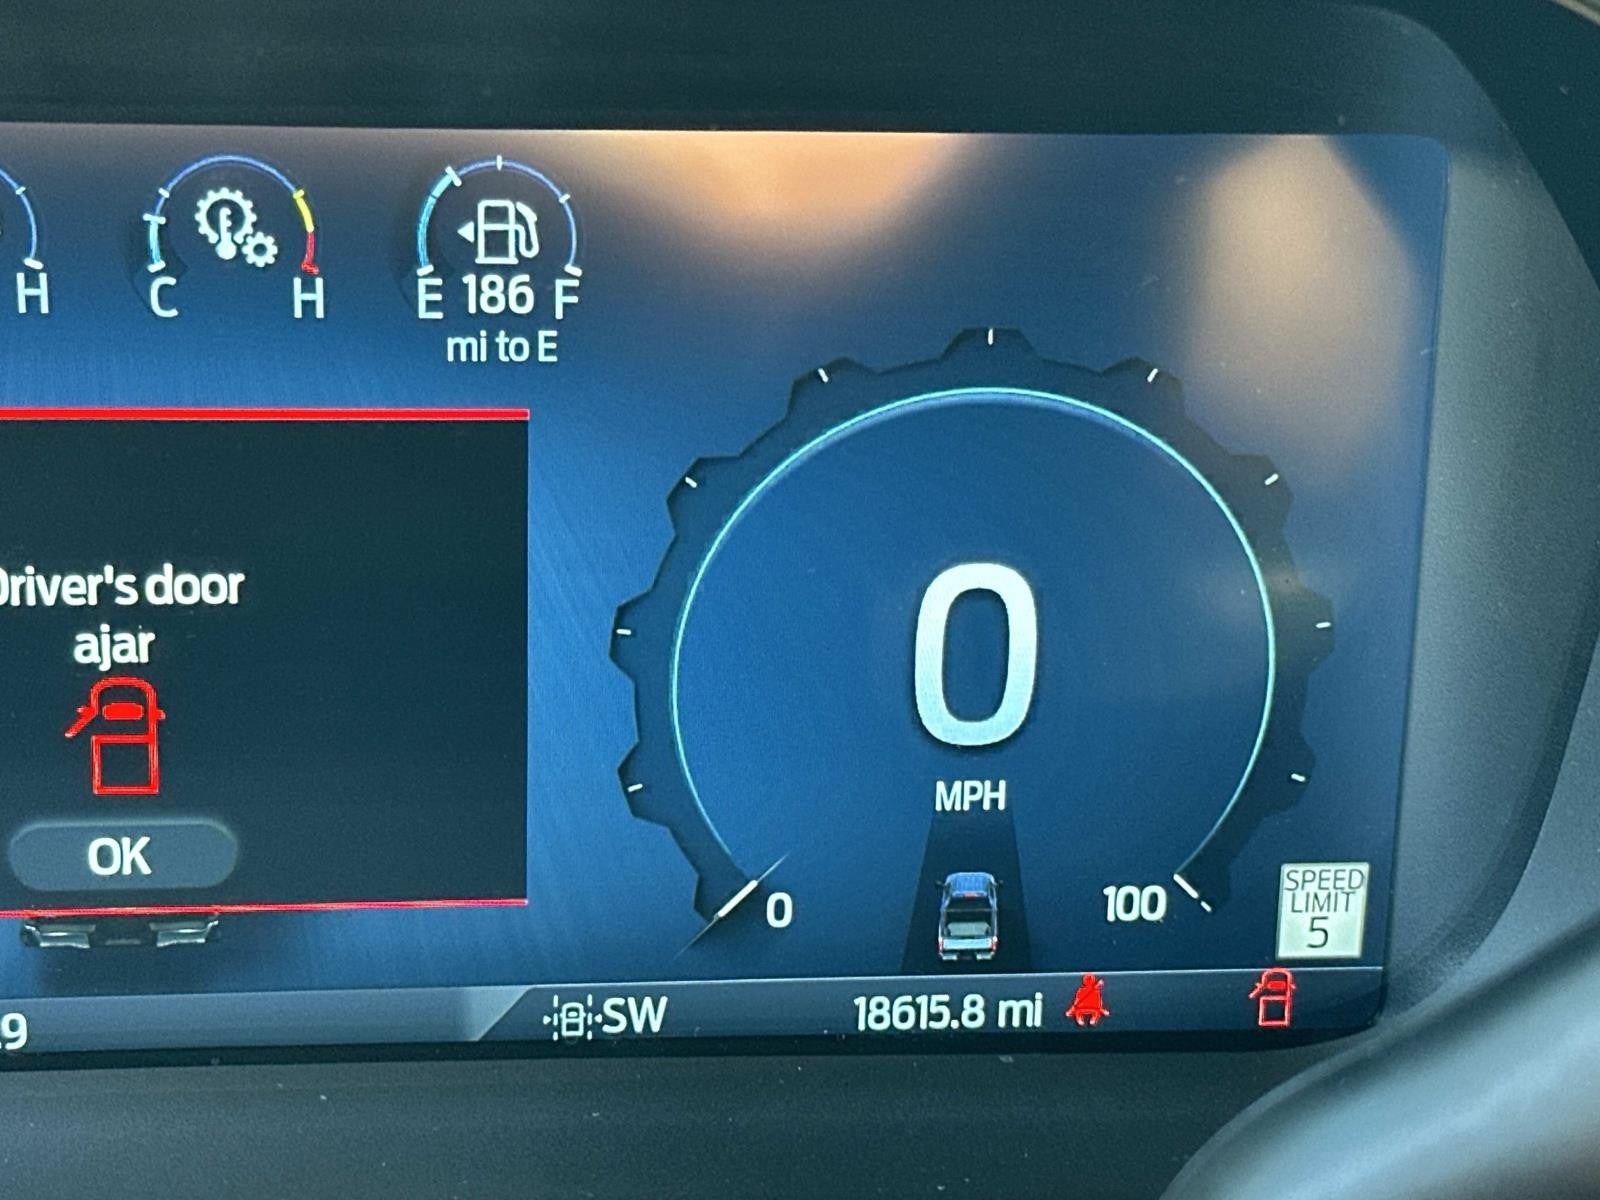 H
C H
E 186 F
mi to E
Driver's door
ajar
OK
0
MPH
0
100
SPEED
LIMIT
5
SW
18615.8 mi